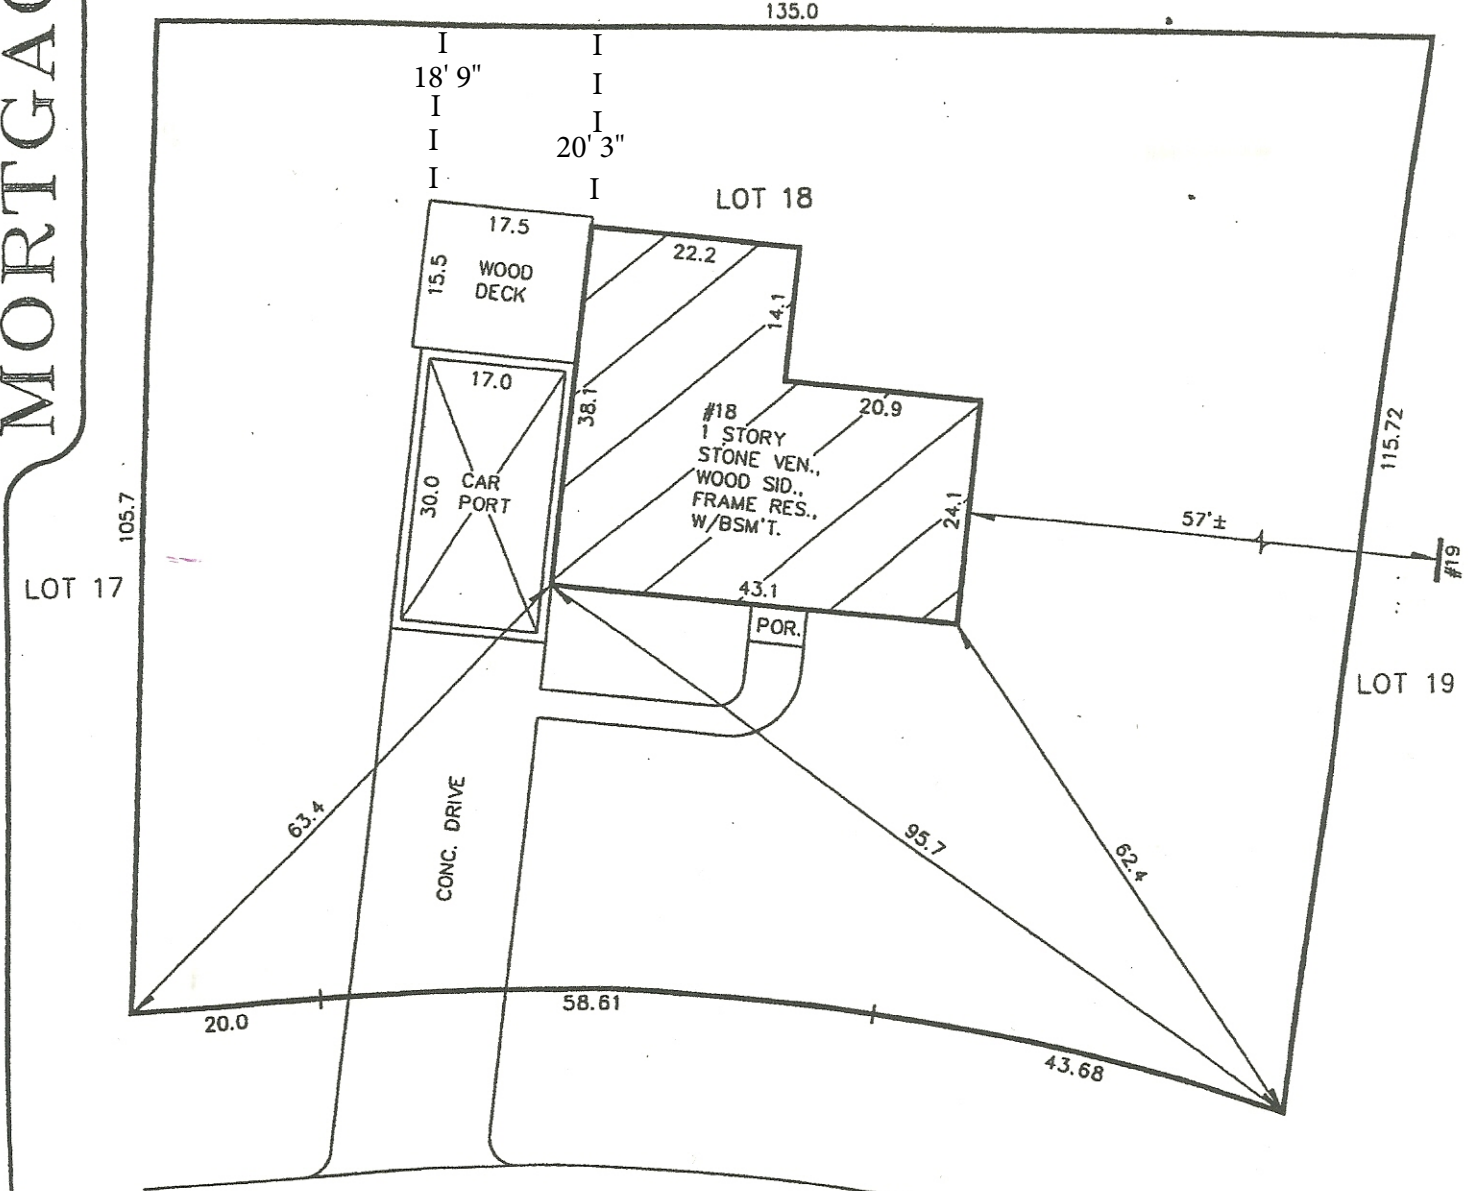 MORTGAG
135.0
18' 9"
20' 3"
LOT 18
17.5
15.5
WOOD
DECK
22.2
14.1
17.0
38.1
20.9
30.0
CAR
PORT
#18
1 STORY
STONE VEN.,
WOOD SID.,
FRAME RES.,
W/BSM'T.
24.1
57'±
#19
115.72
105.7
LOT 17
43.1
POR.
LOT 19
63.4
CONC. DRIVE
95.7
62.4
20.0
58.61
43.68